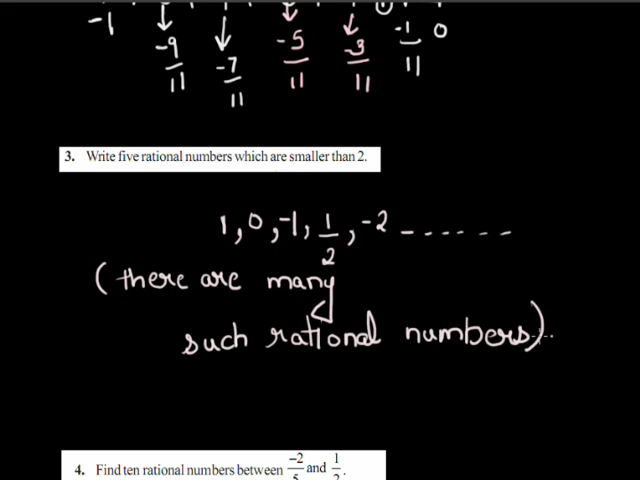 -1 -9/11 -7/11 -5/11 -3/11 -1/11 0
3. Write five rational numbers which are smaller than 2.
1, 0, -1, 1/2, -2 - - - - - -
(there are many
such rational numbers).
4. Find ten rational numbers between -2/5 and 1/2.